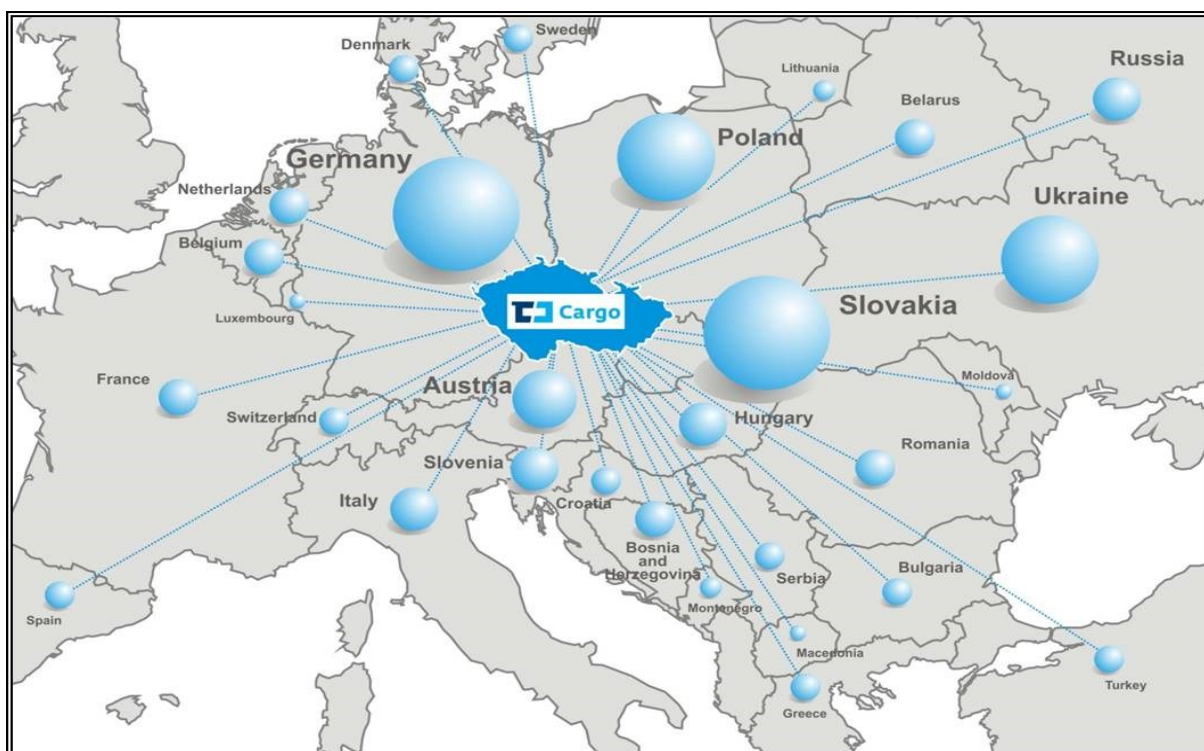 Sweden
Denmark
Lithuania
Russia
Belarus
Poland
Germany
Netherlands
Ukraine
Belgium
Cargo
Slovakia
Luxembourg
France
Austria
Moldova
Switzerland
Hungary
Romania
Slovenia
Italy
Croatia
Bosnia
and
Herzegovina
Serbia
Bulgaria
Montenegro
Spain
Macedonia
Turkey
Greece